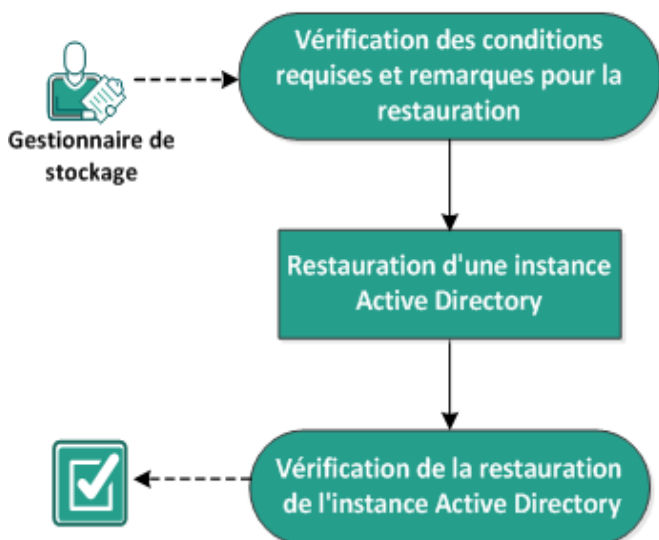 Vérification des conditions
requises et remarques pour la
restauration
Gestionnaire de
stockage
Restauration d'une instance
Active Directory
Vérification de la restauration
de l'instance Active Directory